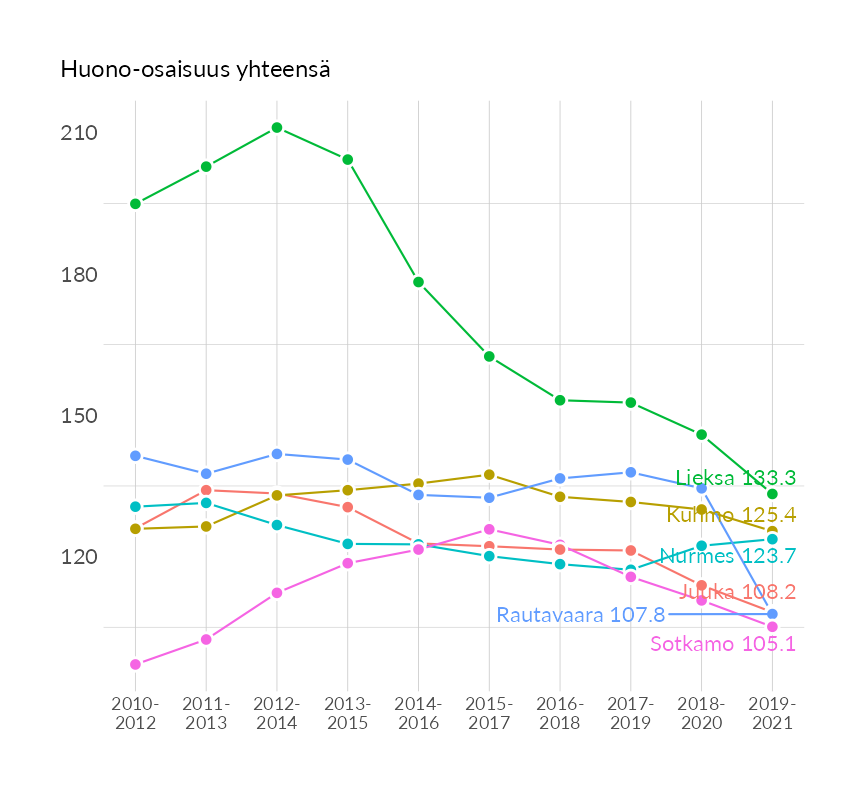 Huono-osaisuus yhteensä
210
180
150
120
Lieksa 133.3
Kuhmo 125.4
Nurmes 123.7
Juuka 108.2
Rautavaara 107.8
Sotkamo 105.1
2010- 2011- 2012- 2013- 2014- 2015- 2016- 2017- 2018- 2019-
2012 2013 2014 2015 2016 2017 2018 2019 2020 2021